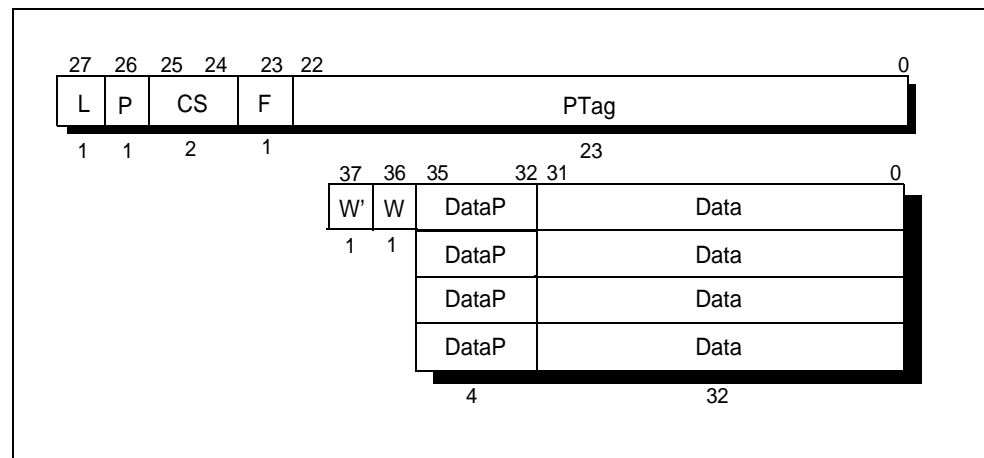 27 26 25 24 23 22 0
L P CS F PTag
1 1 2 1 23
37 36 35 32 31 0
W' W DataP Data
1 1 DataP Data
DataP Data
DataP Data
4 32